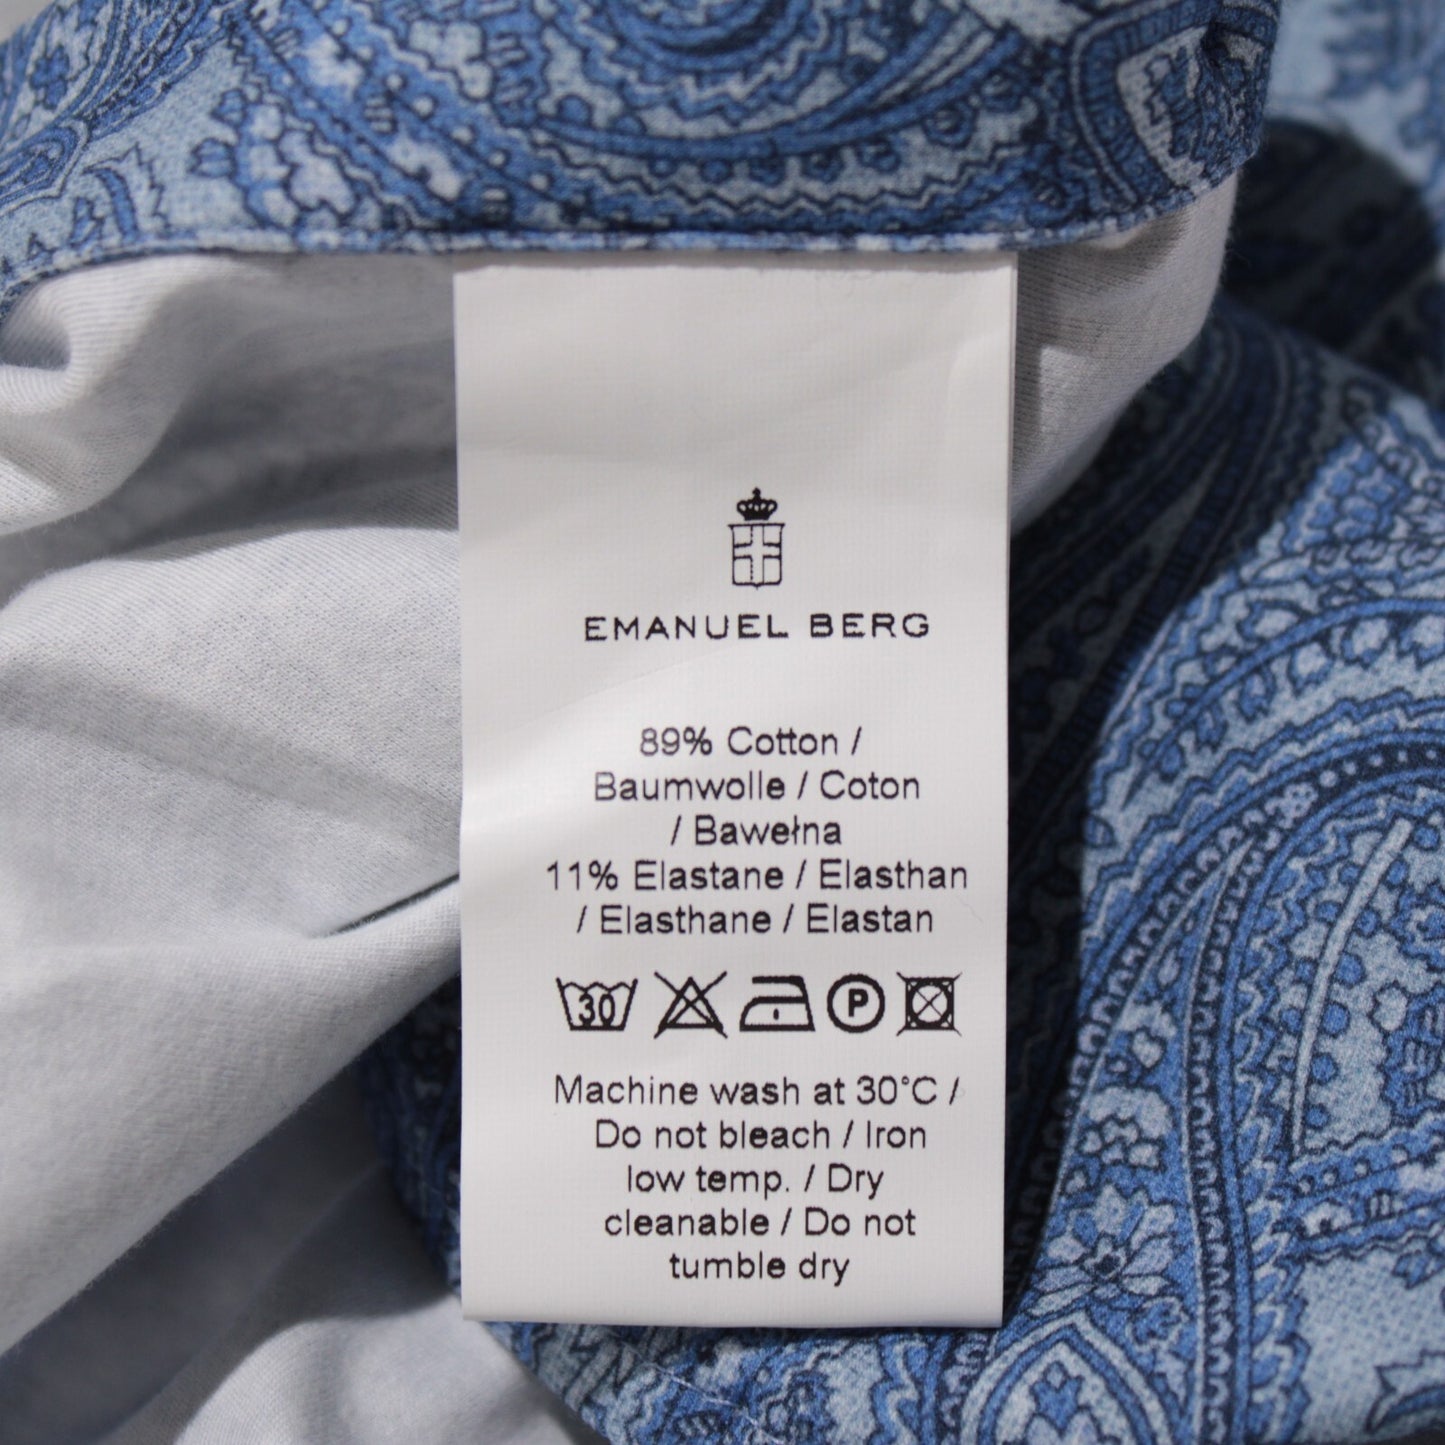 EMANUEL BERG
89% Cotton /
Baumwolle / Coton
/ Bawełna
11% Elastane / Elasthan
/ Elasthane / Elastan
30 P
Machine wash at 30°C /
Do not bleach / Iron
low temp. / Dry
cleanable / Do not
tumble dry